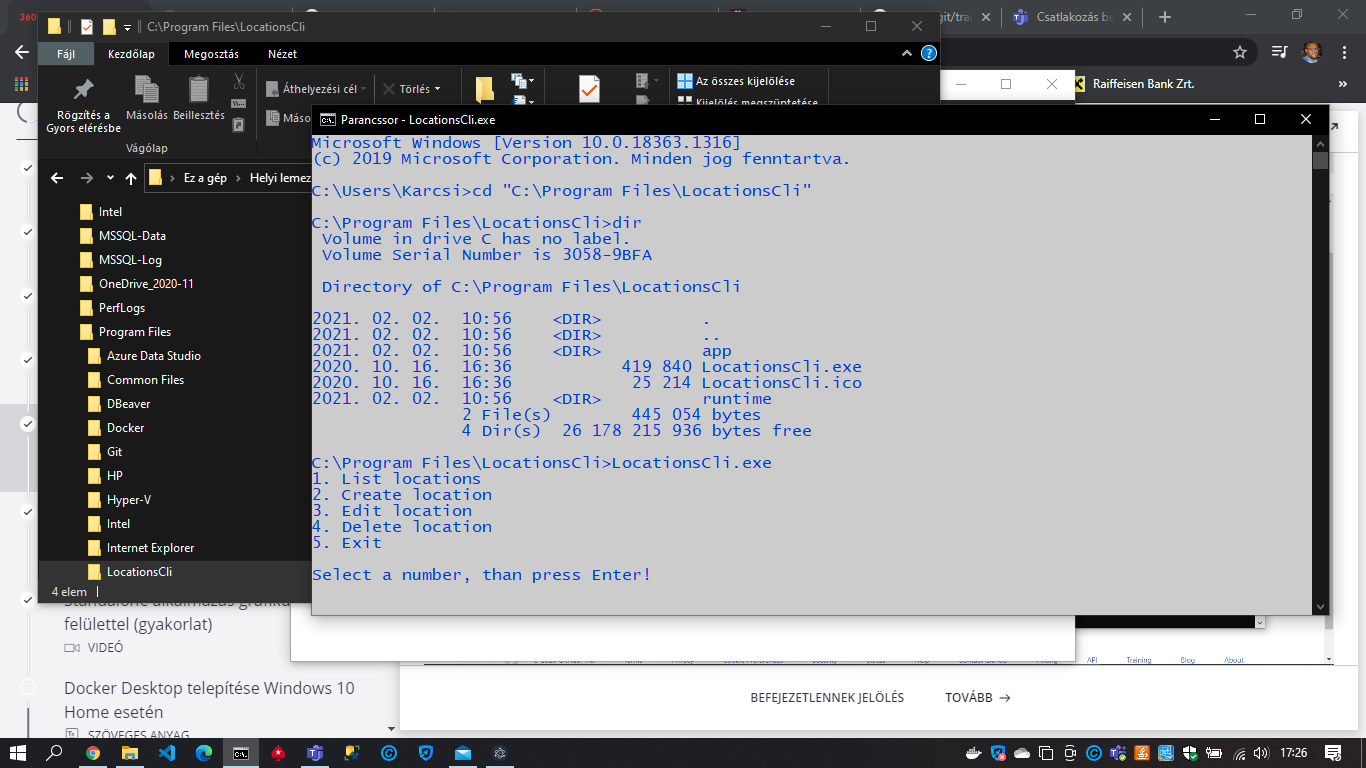 360
C:\Program Files\LocationsCli
git/trai
Csatlakozás be
Fájl
Kezdőlap
Megosztás
Nézet
Rögzítés a
Gyors elérésbe
Másolás
Beillesztés
Vágólap
Áthelyezési cél
Törlés
Máso
Az összes kijelölése
Kijelölés megszüntetése
Raiffeisen Bank Zrt.
Ez a gép
Helyi lemez
Intel
MSSQL-Data
MSSQL-Log
OneDrive_2020-11
PerfLogs
Program Files
Azure Data Studio
Common Files
DBeaver
Docker
Git
HP
Hyper-V
Intel
Internet Explorer
LocationsCli
4 elem
Parancssor - LocationsCli.exe
Microsoft Windows [Version 10.0.18363.1316]
(c) 2019 Microsoft Corporation. Minden jog fenntartva.
C:\Users\Karcsi>cd "C:\Program Files\LocationsCli"
C:\Program Files\LocationsCli>dir
Volume in drive C has no label.
Volume Serial Number is 3058-9BFA
Directory of C:\Program Files\LocationsCli
2021. 02. 02.  10:56    <DIR>          .
2021. 02. 02.  10:56    <DIR>          ..
2021. 02. 02.  10:56    <DIR>          app
2020. 10. 16.  16:36           419 840 LocationsCli.exe
2020. 10. 16.  16:36            25 214 LocationsCli.ico
2021. 02. 02.  10:56    <DIR>          runtime
2 File(s)        445 054 bytes
4 Dir(s)  26 178 215 936 bytes free
C:\Program Files\LocationsCli>LocationsCli.exe
1. List locations
2. Create location
3. Edit location
4. Delete location
5. Exit
Select a number, than press Enter!
Standalone alkalmazás grafiku
felülettel (gyakorlat)
VIDEÓ
Docker Desktop telepítése Windows 10
Home esetén
SZÖVEGES ANYAG
API
Training
Blog
About
BEFEJEZETLENNEK JELÖLÉS
TOVÁBB
17:26